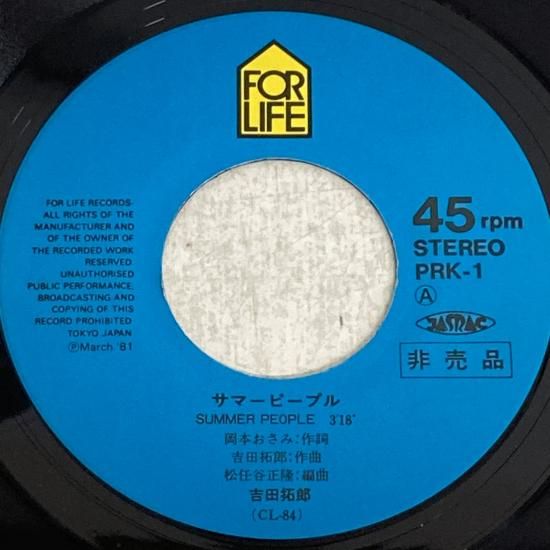 FOR
LIFE
FOR LIFE RECORDS·
ALL RIGHTS OF THE
MANUFACTURER AND
OF THE OWNER OF
THE RECORDED WORK
RESERVED.
UNAUTHORISED
PUBLIC PERFORMANCE,
BROADCASTING AND
COPYING OF THIS
RECORD PROHIBITED
TOKYO JAPAN
ⓅMarch '81
45 rpm
STEREO
PRK-1
Ⓐ
JASRAC
非売品
サマーピープル
SUMMER PEOPLE 3'18"
岡本おさみ:作詞
吉田拓郎:作曲
松任谷正隆:編曲
吉田拓郎
(CL-84)